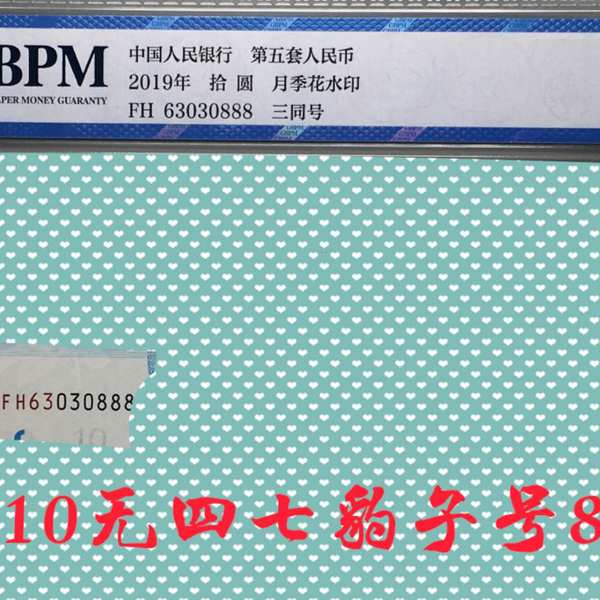 BPM
APER MONEY GUARANTY
中国人民银行 第五套人民币
2019年 拾 圆 月季花水印
FH 63030888 三同号
FH63030888
10
10无四七豹子号8